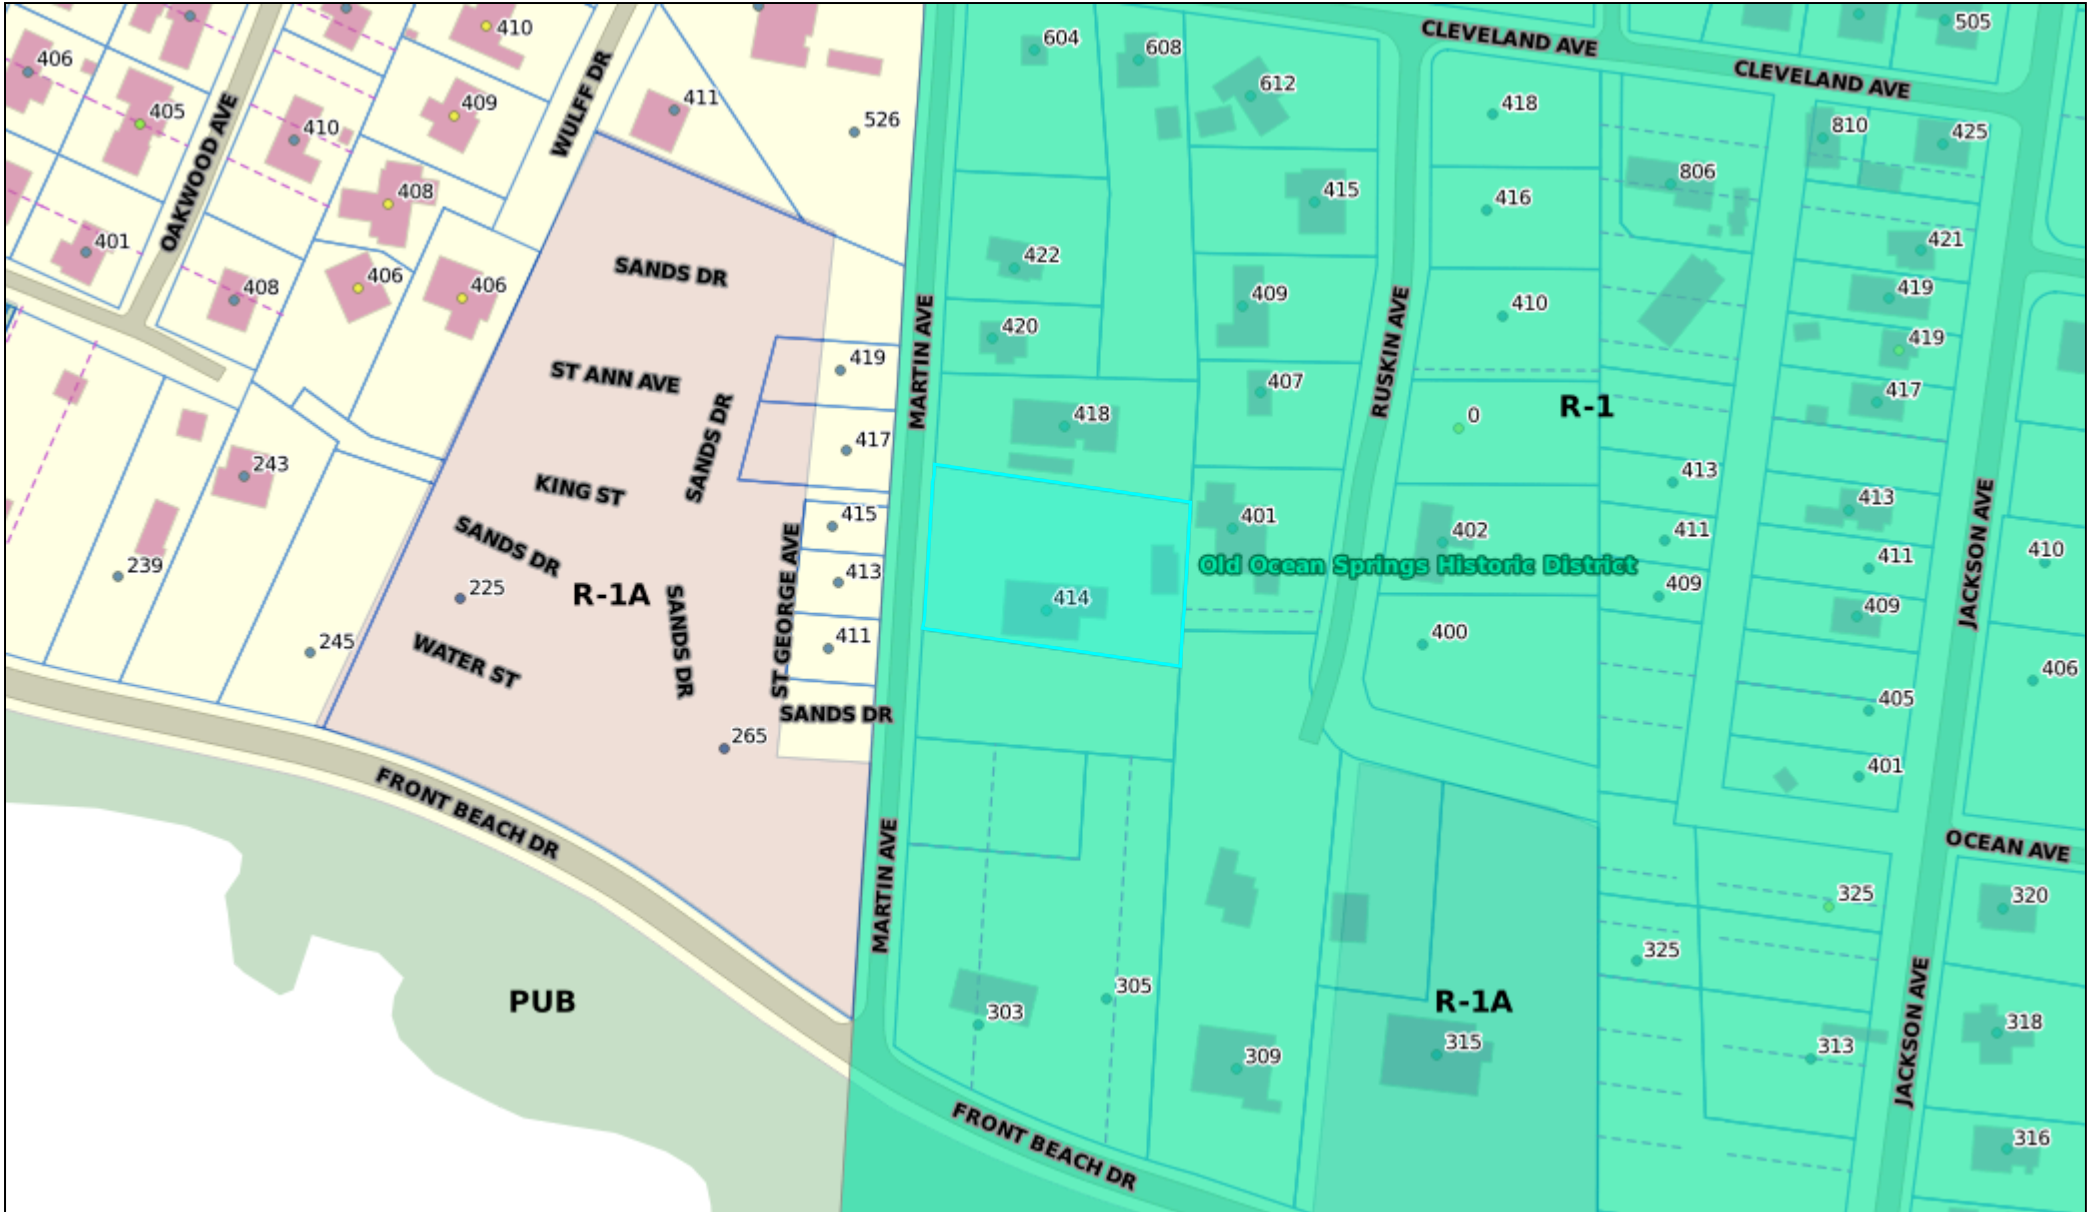 CLEVELAND AVE
CLEVELAND AVE
505
604
608
612
410
406
405
409
410
411
526
418
810
425
OAKWOOD AVE
WULFF DR
408
415
416
806
401
421
422
SANDS DR
408
406
406
409
410
419
420
419
MARTIN AVE
RUSKIN AVE
419
ST ANN AVE
407
417
SANDS DR
R-1
418
0
417
243
KING ST
413
413
415
401
402
411
SANDS DR
ST GEORGE AVE
JACKSON AVE
410
411
239
413
Old Ocean Springs Historic District
225
R-1A
409
409
414
SANDS DR
245
411
400
WATER ST
406
405
SANDS DR
265
401
FRONT BEACH DR
MARTIN AVE
OCEAN AVE
325
320
325
PUB
303
305
R-1A
JACKSON AVE
318
309
315
313
FRONT BEACH DR
316